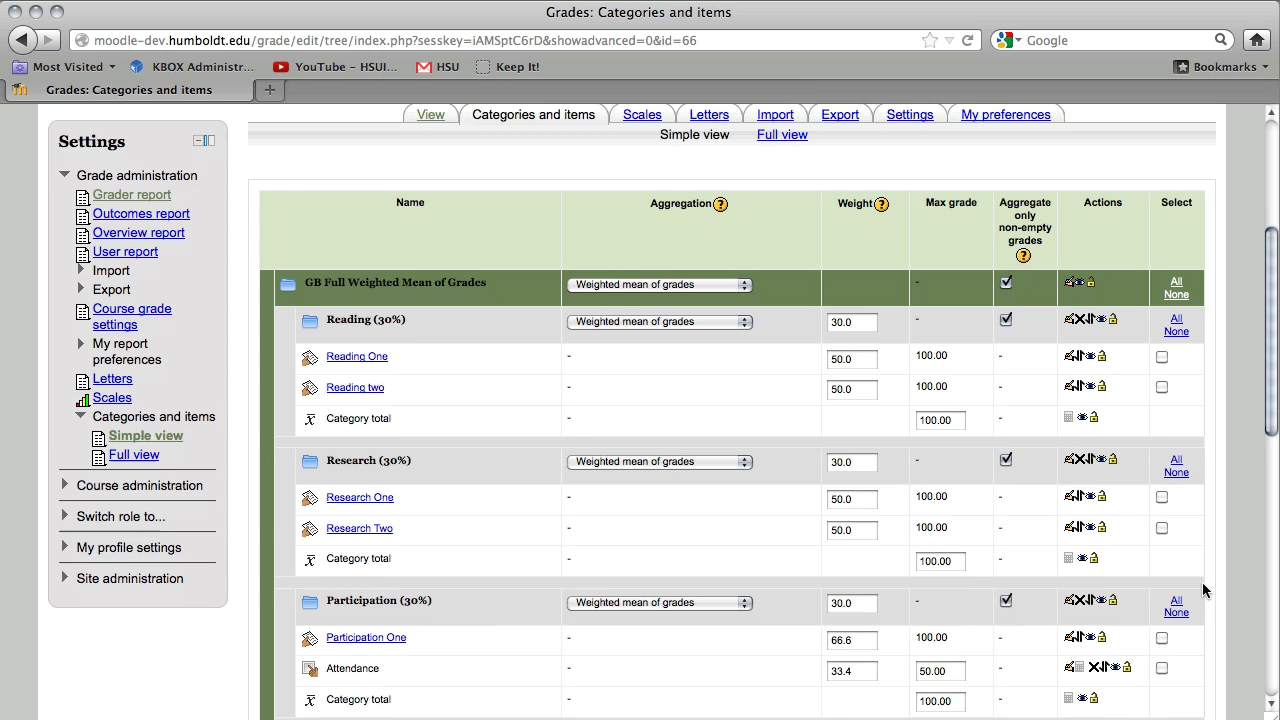 Grades: Categories and items
moodle-dev.humboldt.edu/grade/edit/tree/index.php?sesskey=iAMSptC6rD&showadvanced=0&id=66
Google
Most Visited
KBOX Administr...
YouTube - HSUI...
HSU
Keep It!
Bookmarks
Grades: Categories and items
View Categories and items Scales Letters Import Export Settings My preferences
Simple view Full view
Settings
Grade administration
Grader report
Outcomes report
Overview report
User report
Import
Export
Course grade
settings
My report
preferences
Letters
Scales
Categories and items
Simple view
Full view
Course administration
Switch role to...
My profile settings
Site administration
Name Aggregation Weight Max grade Aggregate only non-empty grades Actions Select
GB Full Weighted Mean of Grades Weighted mean of grades - All
None
Reading (30%) Weighted mean of grades 30.0 - All
None
Reading One - 50.0 100.00 -
Reading two - 50.0 100.00 -
Category total - 100.00 -
Research (30%) Weighted mean of grades 30.0 - All
None
Research One - 50.0 100.00 -
Research Two - 50.0 100.00 -
Category total - 100.00 -
Participation (30%) Weighted mean of grades 30.0 - All
None
Participation One - 66.6 100.00 -
Attendance - 33.4 50.00 -
Category total - 100.00 -